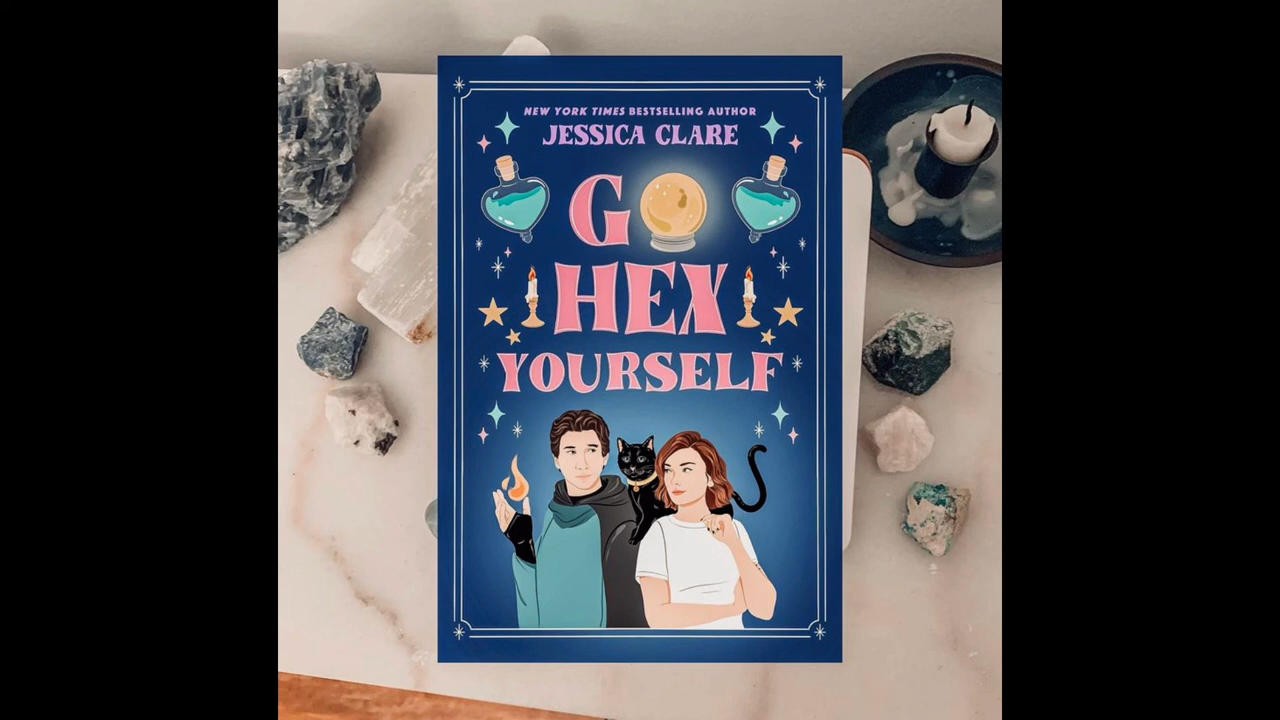 NEW YORK TIMES BESTSELLING AUTHOR
JESSICA CLARE
GO
HEX
YOURSELF